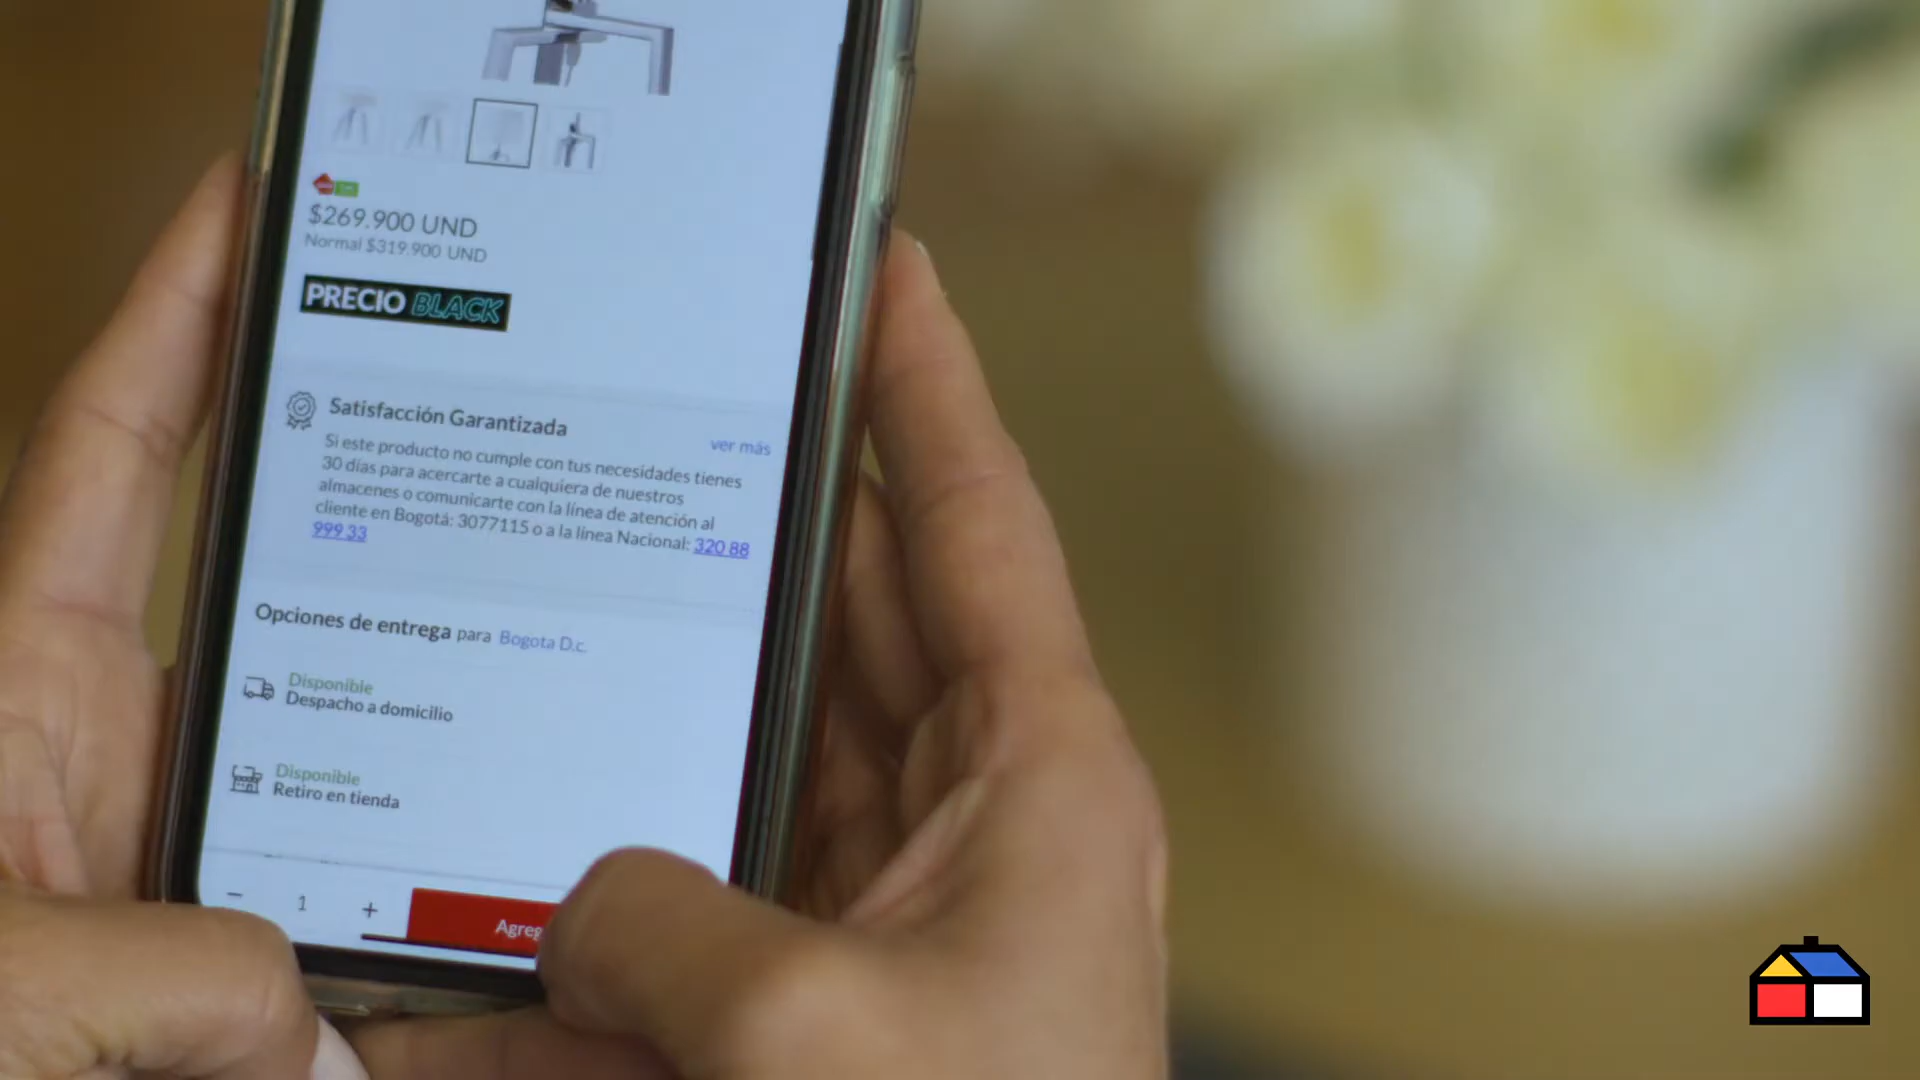 $269.900 UND
Normal $319.900 UND
PRECIO BLACK
Satisfacción Garantizada
ver más
Si este producto no cumple con tus necesidades tienes
30 días para acercarte a cualquiera de nuestros
almacenes o comunicarte con la línea de atención al
cliente en Bogotá: 3077115 o a la línea Nacional: 320 88
999 33
Opciones de entrega para Bogota D.c.
Disponible
Despacho a domicilio
Disponible
Retiro en tienda
− 1 +
Agreg